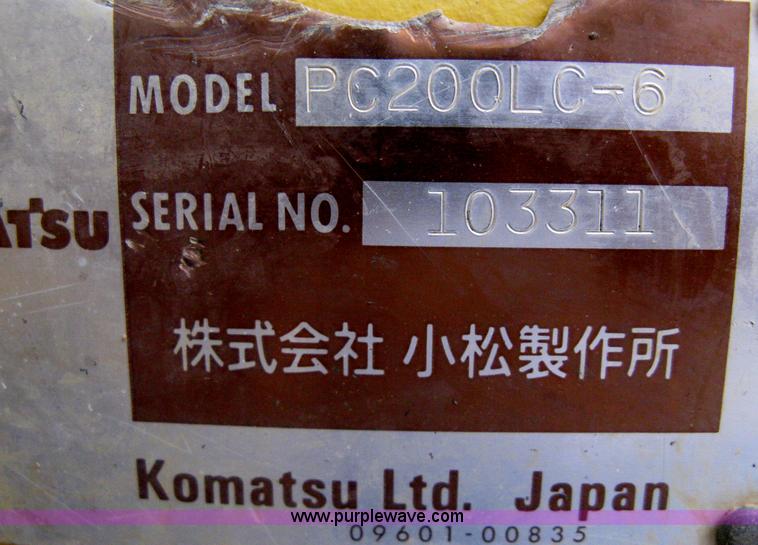 MODEL PC200LC-6
ATSU
SERIAL NO. 103311
株式会社 小松製作所
Komatsu Ltd. Japan
www.purplewave.com
09601-00835